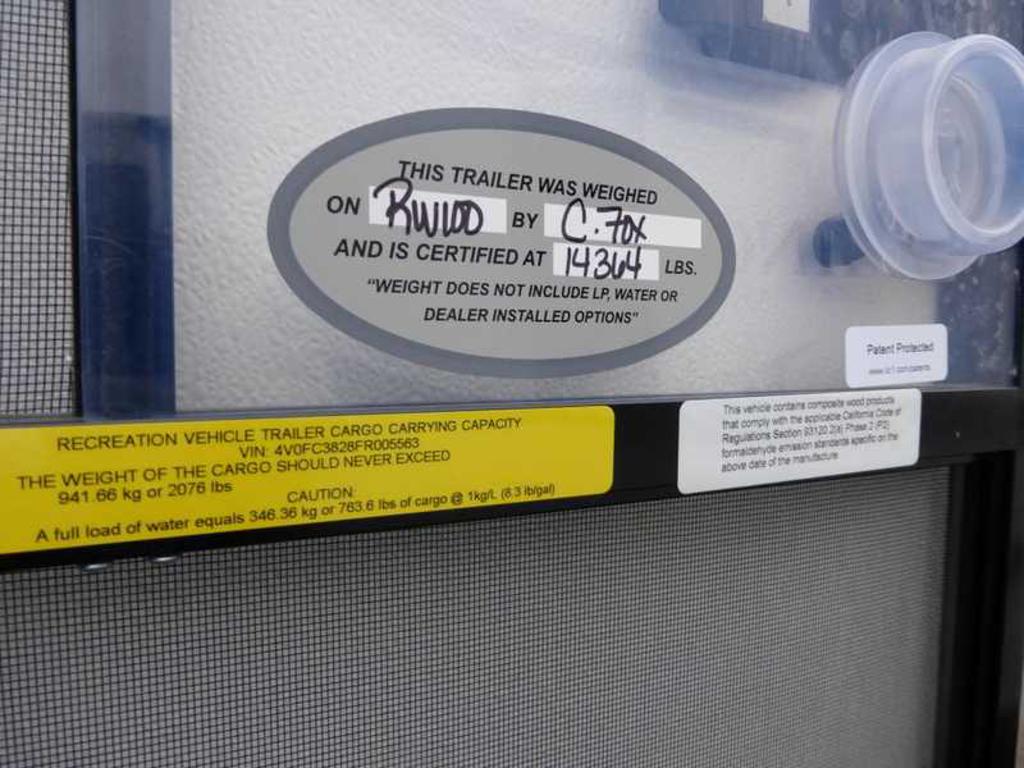 THIS TRAILER WAS WEIGHED
ON RW100 BY C. Fox
AND IS CERTIFIED AT 14364 LBS.
"WEIGHT DOES NOT INCLUDE LP, WATER OR
DEALER INSTALLED OPTIONS"
Patent Protected
www.lc1.com/patents
RECREATION VEHICLE TRAILER CARGO CARRYING CAPACITY
VIN: 4V0FC3828FR005563
THE WEIGHT OF THE CARGO SHOULD NEVER EXCEED
941.66 kg or 2076 lbs
CAUTION:
A full load of water equals 346.36 kg or 763.6 lbs of cargo @ 1kg/L (8.3 lb/gal)
This vehicle contains composite wood products
that comply with the applicable California Code of
Regulations Section 93120.2(a) Phase 2 (P2)
formaldehyde emission standards specific on the
above date of the manufacture